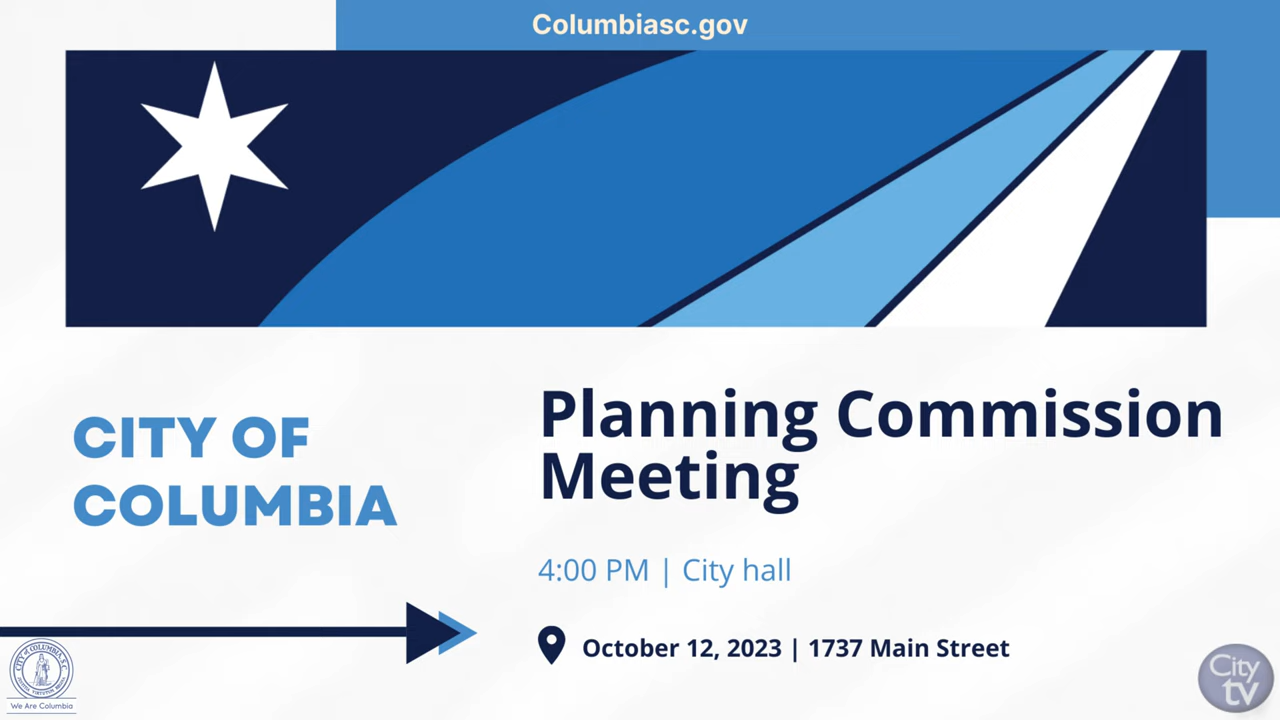 Columbiasc.gov
CITY OF
COLUMBIA
Planning Commission
Meeting
4:00 PM | City hall
October 12, 2023 | 1737 Main Street
We Are Columbia
City
tv